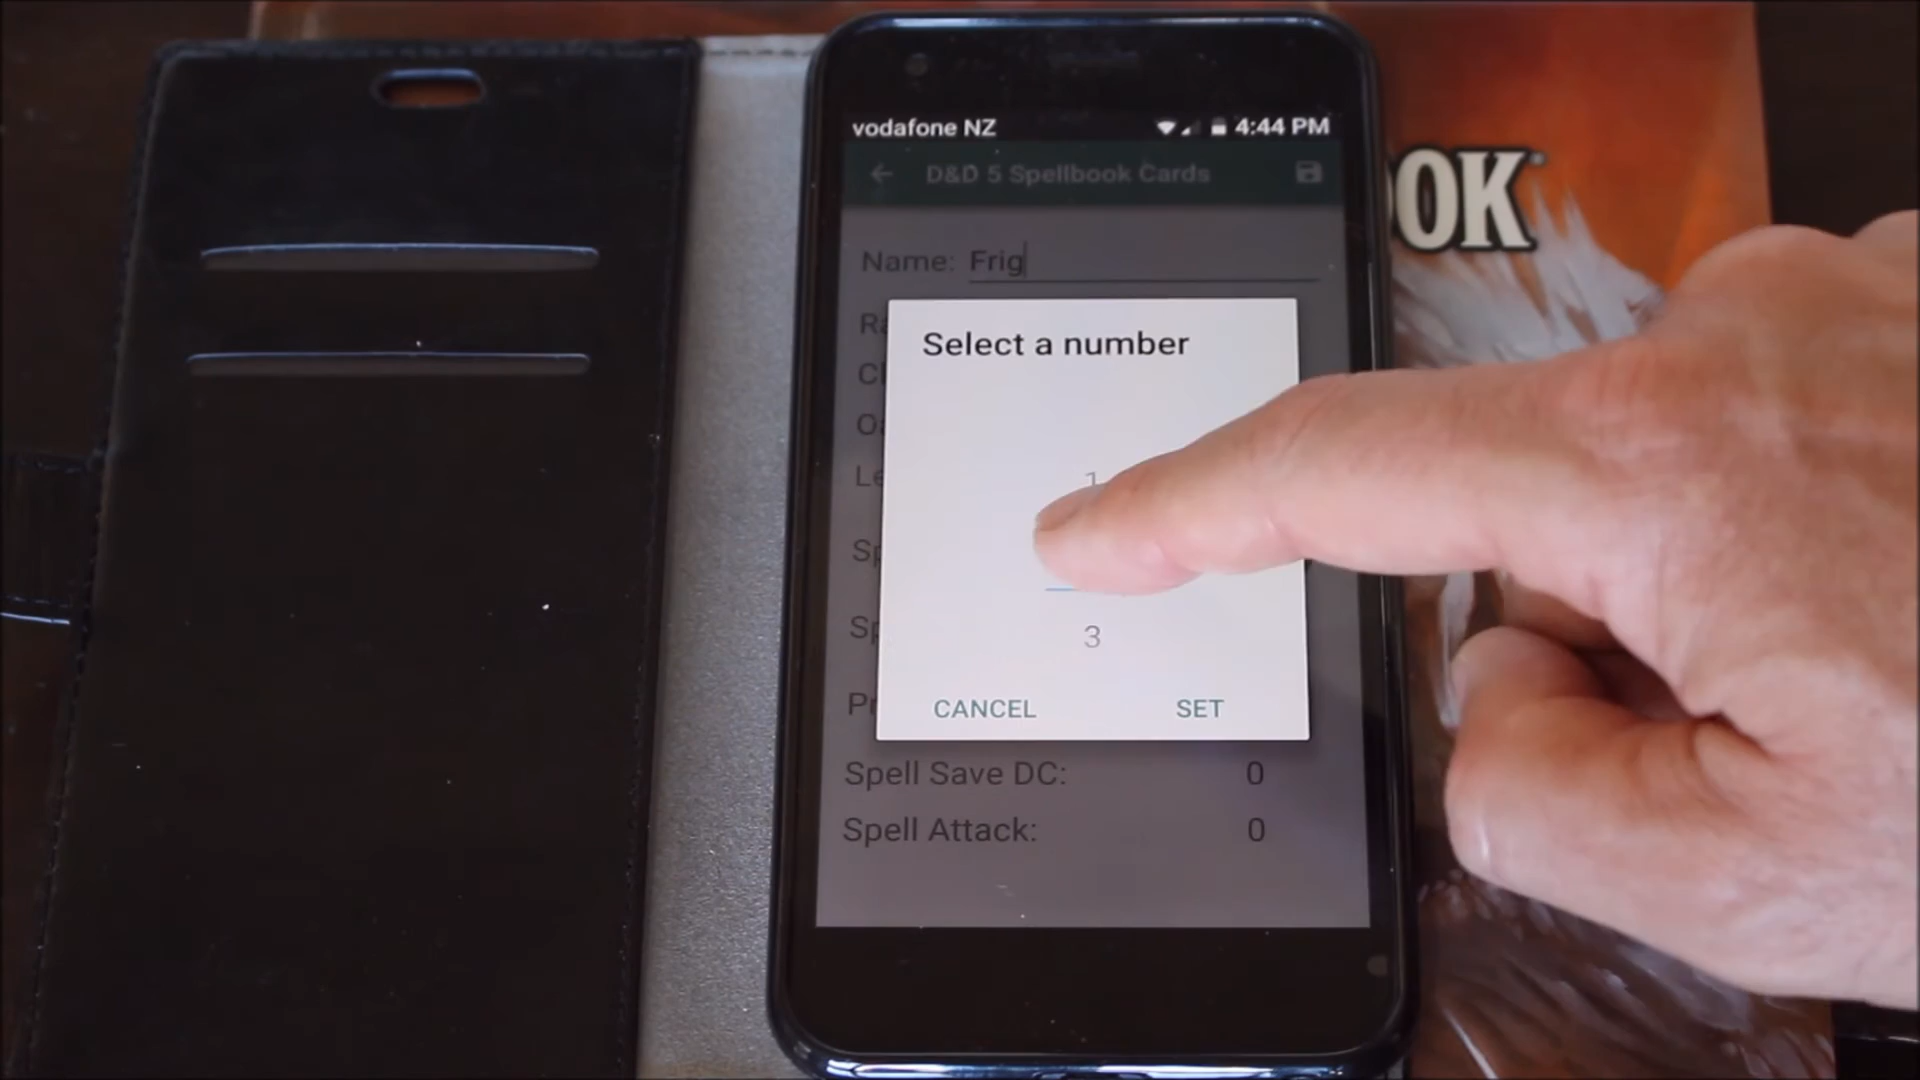 vodafone NZ 4:44 PM
D&D 5 Spellbook Cards
OOK
Name: Frig
Select a number
1
3
CANCEL SET
Spell Save DC: 0
Spell Attack: 0